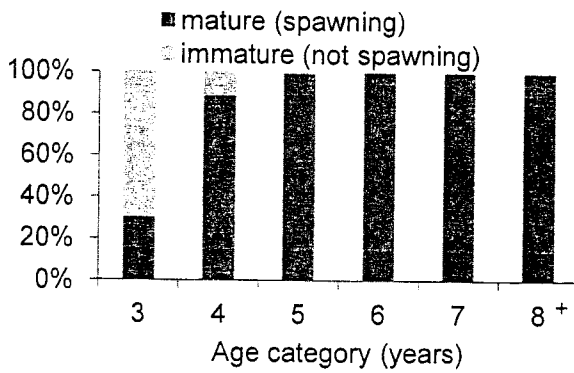 mature (spawning)
immature (not spawning)
100%
80%
60%
40%
20%
0%
3 4 5 6 7 8 +
Age category (years)